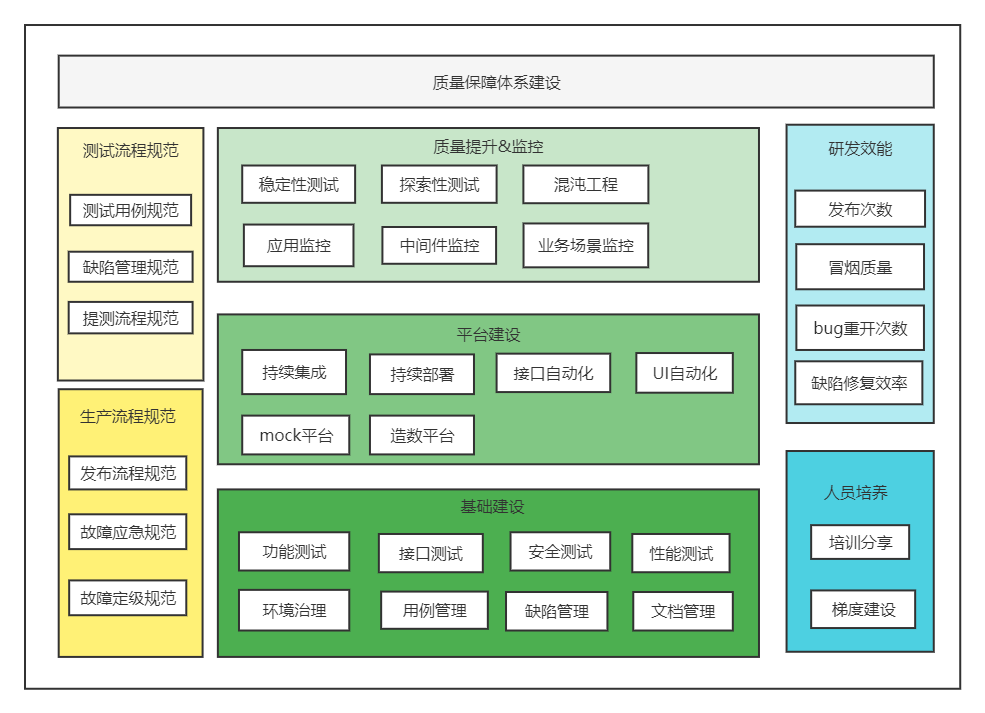 质量保障体系建设
测试流程规范
测试用例规范
缺陷管理规范
提测流程规范
生产流程规范
发布流程规范
故障应急规范
故障定级规范
质量提升&监控
稳定性测试
探索性测试
混沌工程
应用监控
中间件监控
业务场景监控
平台建设
持续集成
持续部署
接口自动化
UI自动化
mock平台
造数平台
基础建设
功能测试
接口测试
安全测试
性能测试
环境治理
用例管理
缺陷管理
文档管理
研发效能
发布次数
冒烟质量
bug重开次数
缺陷修复效率
人员培养
培训分享
梯度建设